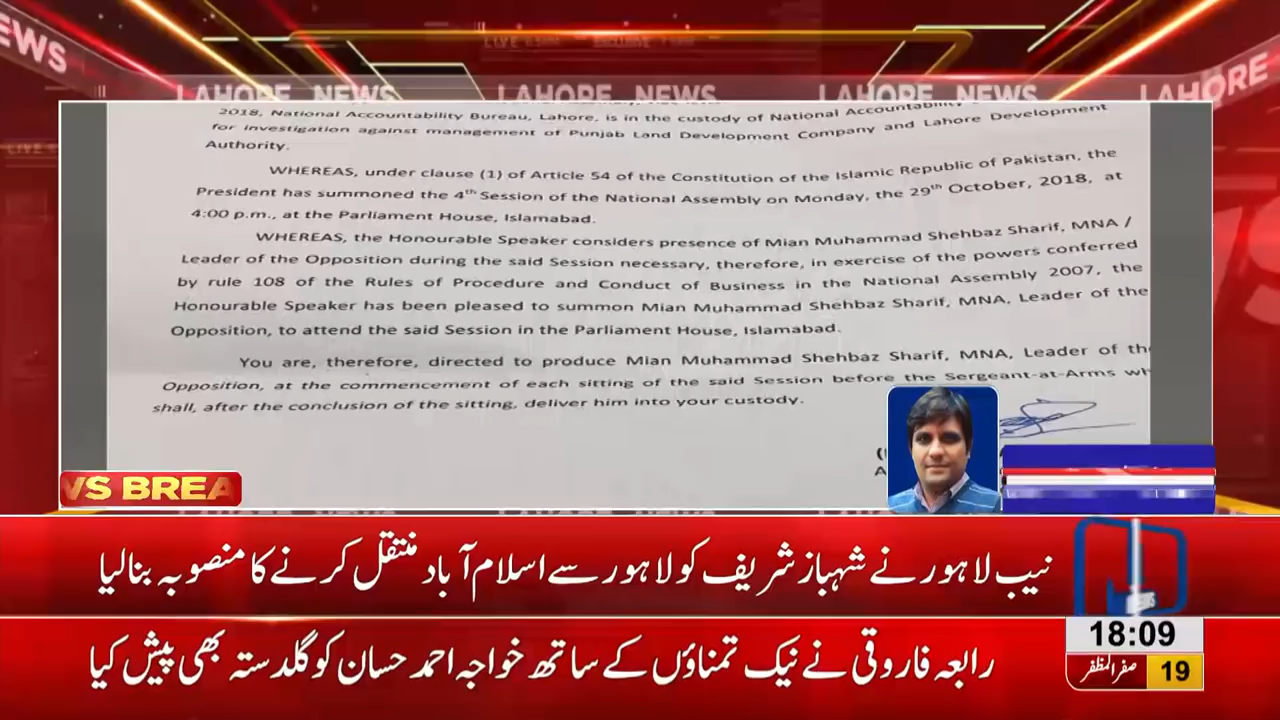 EWS
LAHORE NEWS
LAHORE NEWS
LAHORE NEWS
LAHORE
2018, National Accountability Bureau, Lahore, is in the custody of National Accountability
for investigation against management of Punjab Land Development Company and Lahore Development
Authority.
WHEREAS, under clause (1) of Article 54 of the Constitution of the Islamic Republic of Pakistan, the
President has summoned the 4th Session of the National Assembly on Monday, the 29th October, 2018, at
4:00 p.m., at the Parliament House, Islamabad.
WHEREAS, the Honourable Speaker considers presence of Mian Muhammad Shehbaz Sharif, MNA /
Leader of the Opposition during the said Session necessary, therefore, in exercise of the powers conferred
by rule 108 of the Rules of Procedure and Conduct of Business in the National Assembly 2007, the
Honourable Speaker has been pleased to summon Mian Muhammad Shehbaz Sharif, MNA, Leader of the
Opposition, to attend the said Session in the Parliament House, Islamabad.
You are, therefore, directed to produce Mian Muhammad Shehbaz Sharif, MNA, Leader of the
Opposition, at the commencement of each sitting of the said Session before the Sergeant-at-Arms wh
shall, after the conclusion of the sitting, deliver him into your custody.
WS BREA
نیب لاہور نے شہباز شریف کو لاہور سے اسلام آباد منتقل کرنے کا منصوبہ بنالیا
رابعہ فاروقی نے نیک تمناؤں کے ساتھ خواجہ احمد حسان کو گلدستہ بھی پیش کیا
18:09
19 صفر المظفر